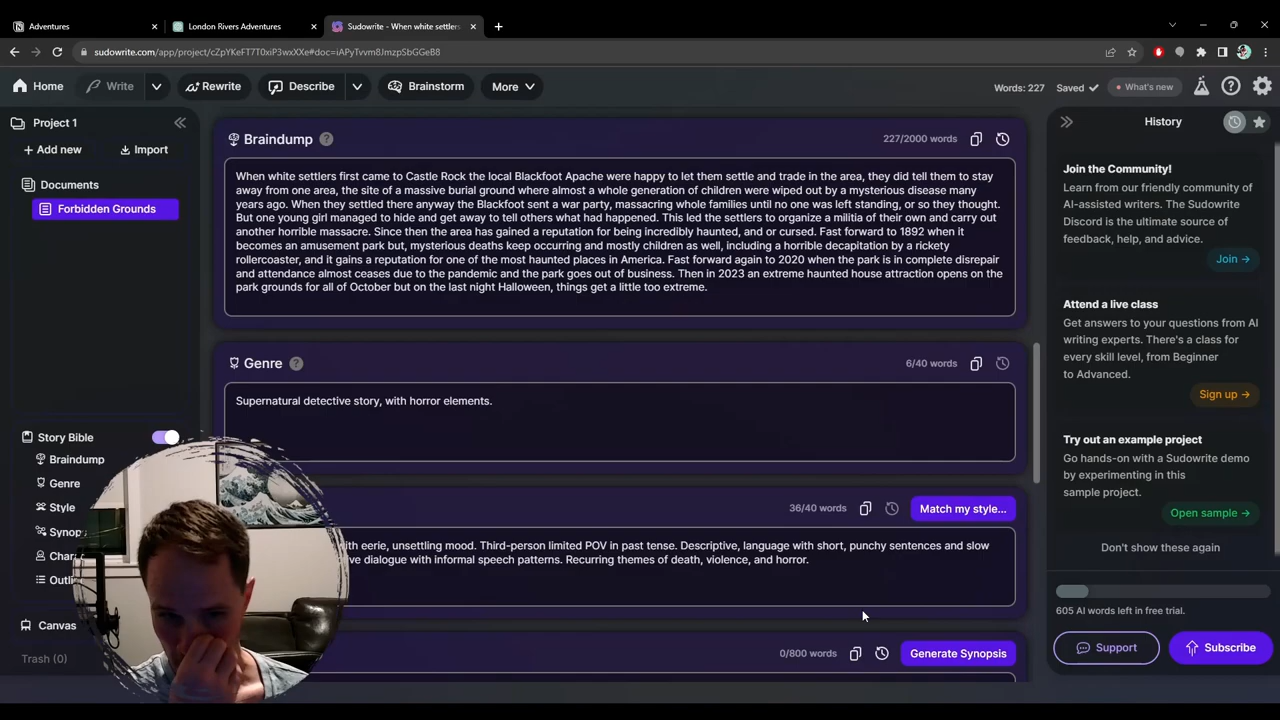 Adventures
London Rivers Adventures
Sudowrite - When white settlers
sudowrite.com/app/project/cZpYKeFT7T0xiP3wxXXe#doc=iAPyTvvm8JmzpSbGGeB8
Home
Write
Rewrite
Describe
Brainstorm
More
Words: 227
Saved
What's new
Project 1
Add new
Import
Documents
Forbidden Grounds
Story Bible
Braindump
Genre
Style
Synop
Char
Outli
Canvas
Trash (0)
Braindump
227/2000 words
When white settlers first came to Castle Rock the local Blackfoot Apache were happy to let them settle and trade in the area, they did tell them to stay
away from one area, the site of a massive burial ground where almost a whole generation of children were wiped out by a mysterious disease many
years ago. When they settled there anyway the Blackfoot sent a war party, massacring whole families until no one was left standing, or so they thought.
But one young girl managed to hide and get away to tell others what had happened. This led the settlers to organize a militia of their own and carry out
another horrible massacre. Since then the area has gained a reputation for being incredibly haunted, and or cursed. Fast forward to 1892 when it
becomes an amusement park but, mysterious deaths keep occurring and mostly children as well, including a horrible decapitation by a rickety
rollercoaster, and it gains a reputation for one of the most haunted places in America. Fast forward again to 2020 when the park is in complete disrepair
and attendance almost ceases due to the pandemic and the park goes out of business. Then in 2023 an extreme haunted house attraction opens on the
park grounds for all of October but on the last night Halloween, things get a little too extreme.
Genre
6/40 words
Supernatural detective story, with horror elements.
36/40 words
Match my style...
ith eerie, unsettling mood. Third-person limited POV in past tense. Descriptive, language with short, punchy sentences and slow
ve dialogue with informal speech patterns. Recurring themes of death, violence, and horror.
0/800 words
Generate Synopsis
History
Join the Community!
Learn from our friendly community of
AI-assisted writers. The Sudowrite
Discord is the ultimate source of
feedback, help, and advice.
Join →
Attend a live class
Get answers to your questions from AI
writing experts. There's a class for
every skill level, from Beginner
to Advanced.
Sign up →
Try out an example project
Go hands-on with a Sudowrite demo
by experimenting in this
sample project.
Open sample →
Don't show these again
605 AI words left in free trial.
Support
Subscribe